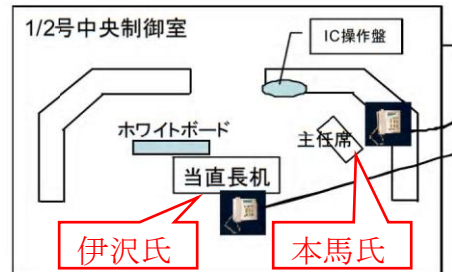 1/2号中央制御室
IC操作盤
ホワイトボード
主任席
当直長机
伊沢氏
本馬氏